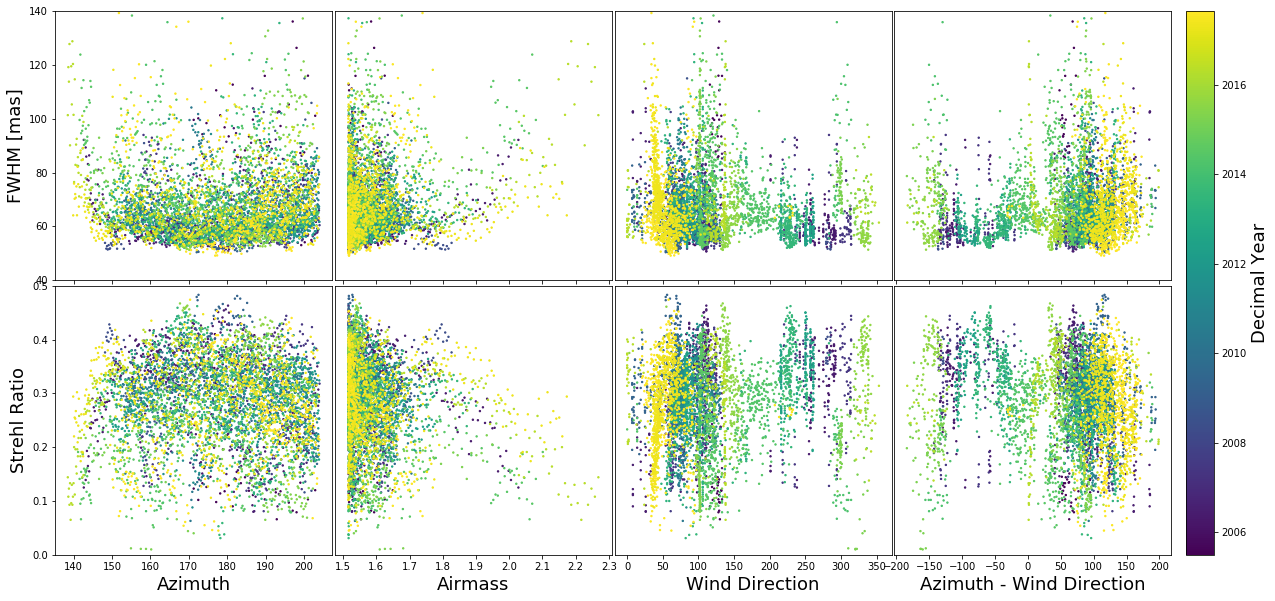 140
120
100
80
60
40
FWHM [mas]
0.5
0.4
0.3
0.2
0.1
0.0
Strehl Ratio
140 150 160 170 180 190 200
Azimuth
1.5 1.6 1.7 1.8 1.9 2.0 2.1 2.2 2.3
Airmass
0 50 100 150 200 250 300 350
Wind Direction
−200 −150 −100 −50 0 50 100 150 200
Azimuth - Wind Direction
2016
2014
2012
2010
2008
2006
Decimal Year